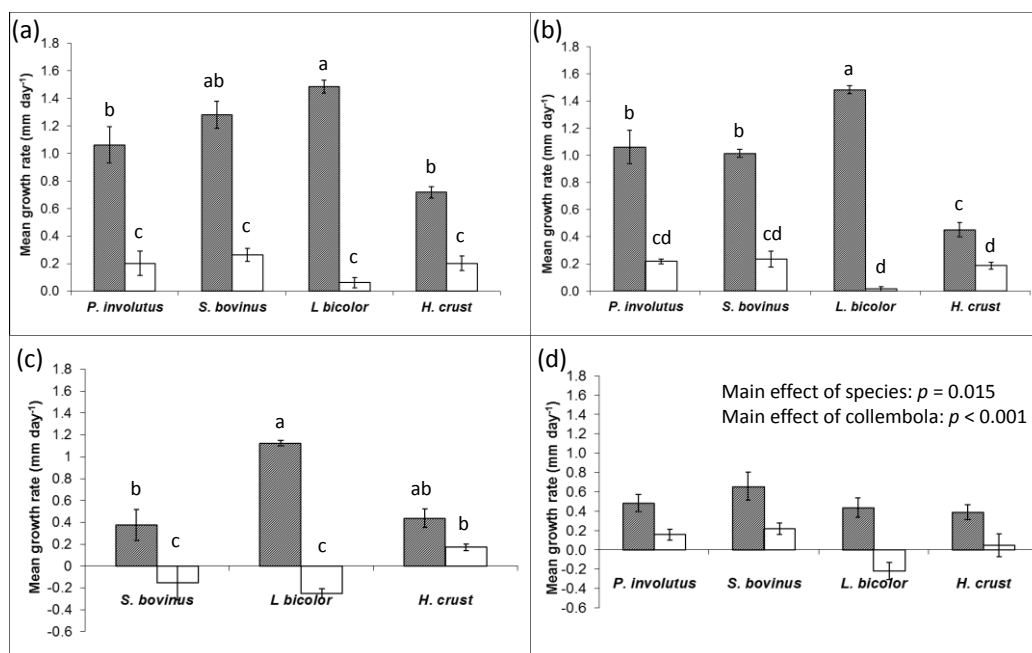 (a)
Mean growth rate (mm day-1)
1.8
1.6
1.4
1.2
1.0
0.8
0.6
0.4
0.2
0.0
b
c
ab
c
a
c
b
c
P. involutus
S. bovinus
L bicolor
H. crust
(b)
Mean growth rate (mm day-1)
1.8
1.6
1.4
1.2
1.0
0.8
0.6
0.4
0.2
0.0
b
cd
b
cd
a
d
c
d
P. involutus
S. bovinus
L. bicolor
H. crust
(c)
Mean growth rate (mm day-1)
1.8
1.6
1.4
1.2
1
0.8
0.6
0.4
0.2
0
-0.2
-0.4
-0.6
b
c
a
c
ab
b
S. bovinus
L bicolor
H. crust
(d)
Main effect of species: p = 0.015
Main effect of collembola: p < 0.001
Mean growth rate (mm day-1)
1.8
1.6
1.4
1.2
1.0
0.8
0.6
0.4
0.2
0.0
-0.2
-0.4
-0.6
P. involutus
S. bovinus
L. bicolor
H. crust